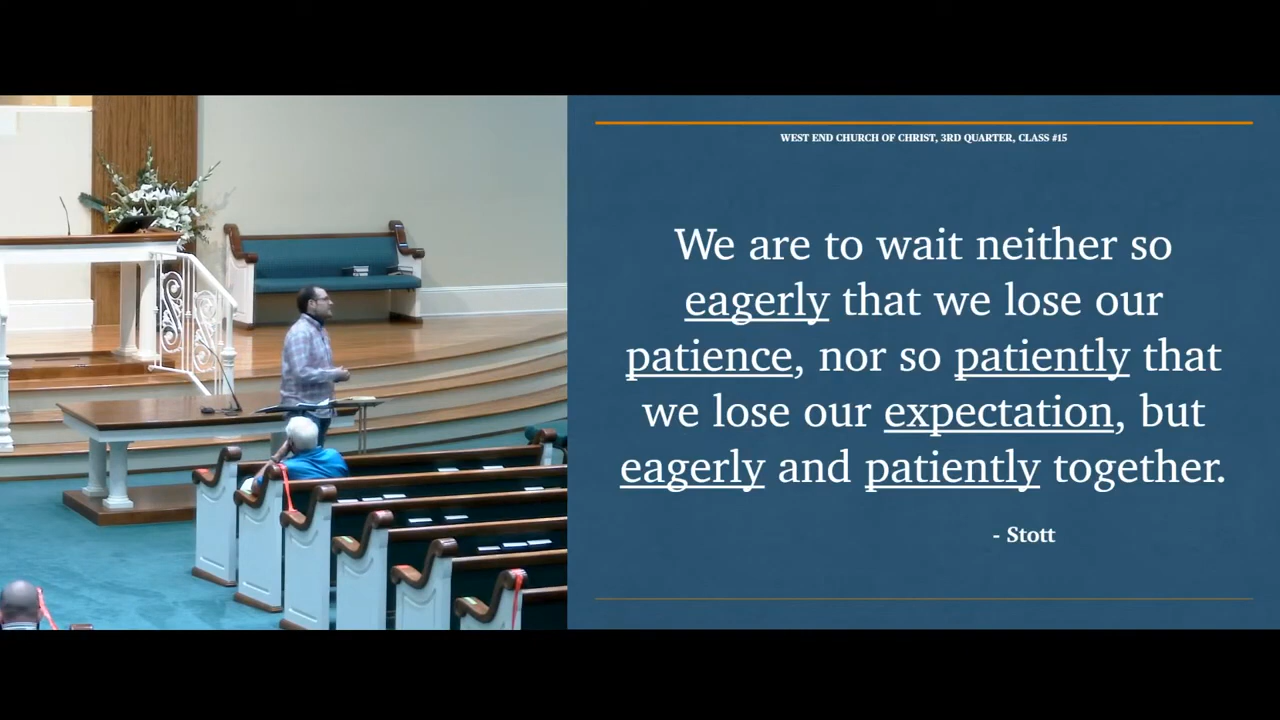 WEST END CHURCH OF CHRIST, 3RD QUARTER, CLASS #15
We are to wait neither so
eagerly that we lose our
patience, nor so patiently that
we lose our expectation, but
eagerly and patiently together.
- Stott